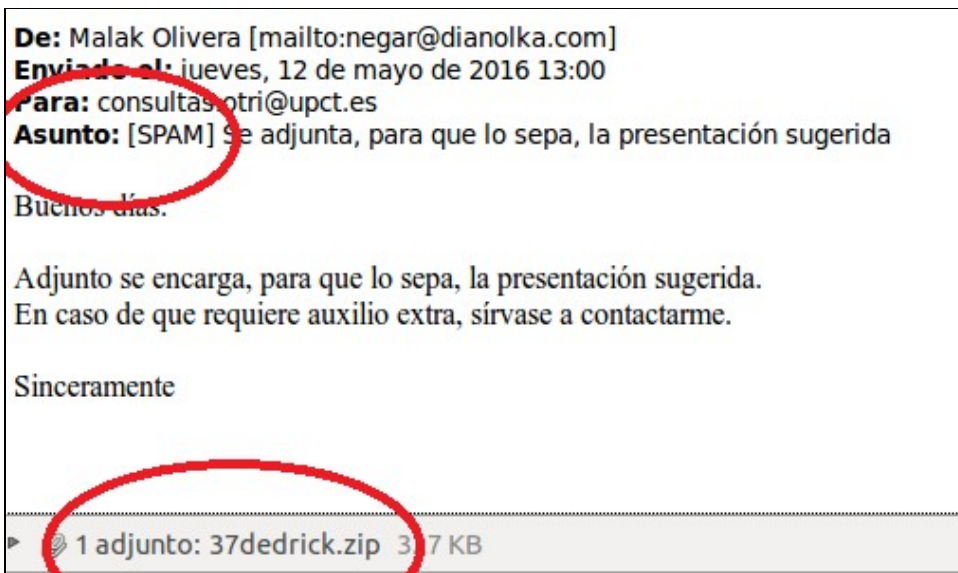 De: Malak Olivera [mailto:negar@dianolka.com]
Enviado el: jueves, 12 de mayo de 2016 13:00
Para: consultas.otri@upct.es
Asunto: [SPAM] Se adjunta, para que lo sepa, la presentación sugerida
Buenos días.
Adjunto se encarga, para que lo sepa, la presentación sugerida.
En caso de que requiere auxilio extra, sírvase a contactarme.
Sinceramente
1 adjunto: 37dedrick.zip KB